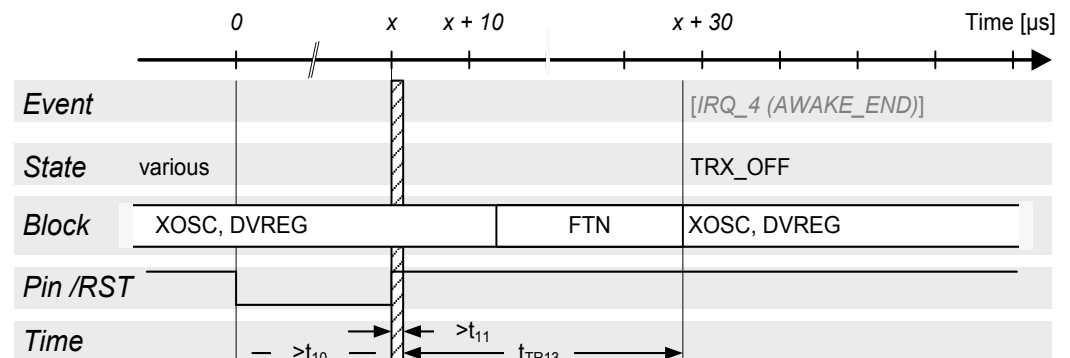 0 x x + 10 x + 30 Time [µs]
Event [IRQ_4 (AWAKE_END)]
State various TRX_OFF
Block XOSC, DVREG FTN XOSC, DVREG
Pin /RST
Time >t10 >t11 tTR13